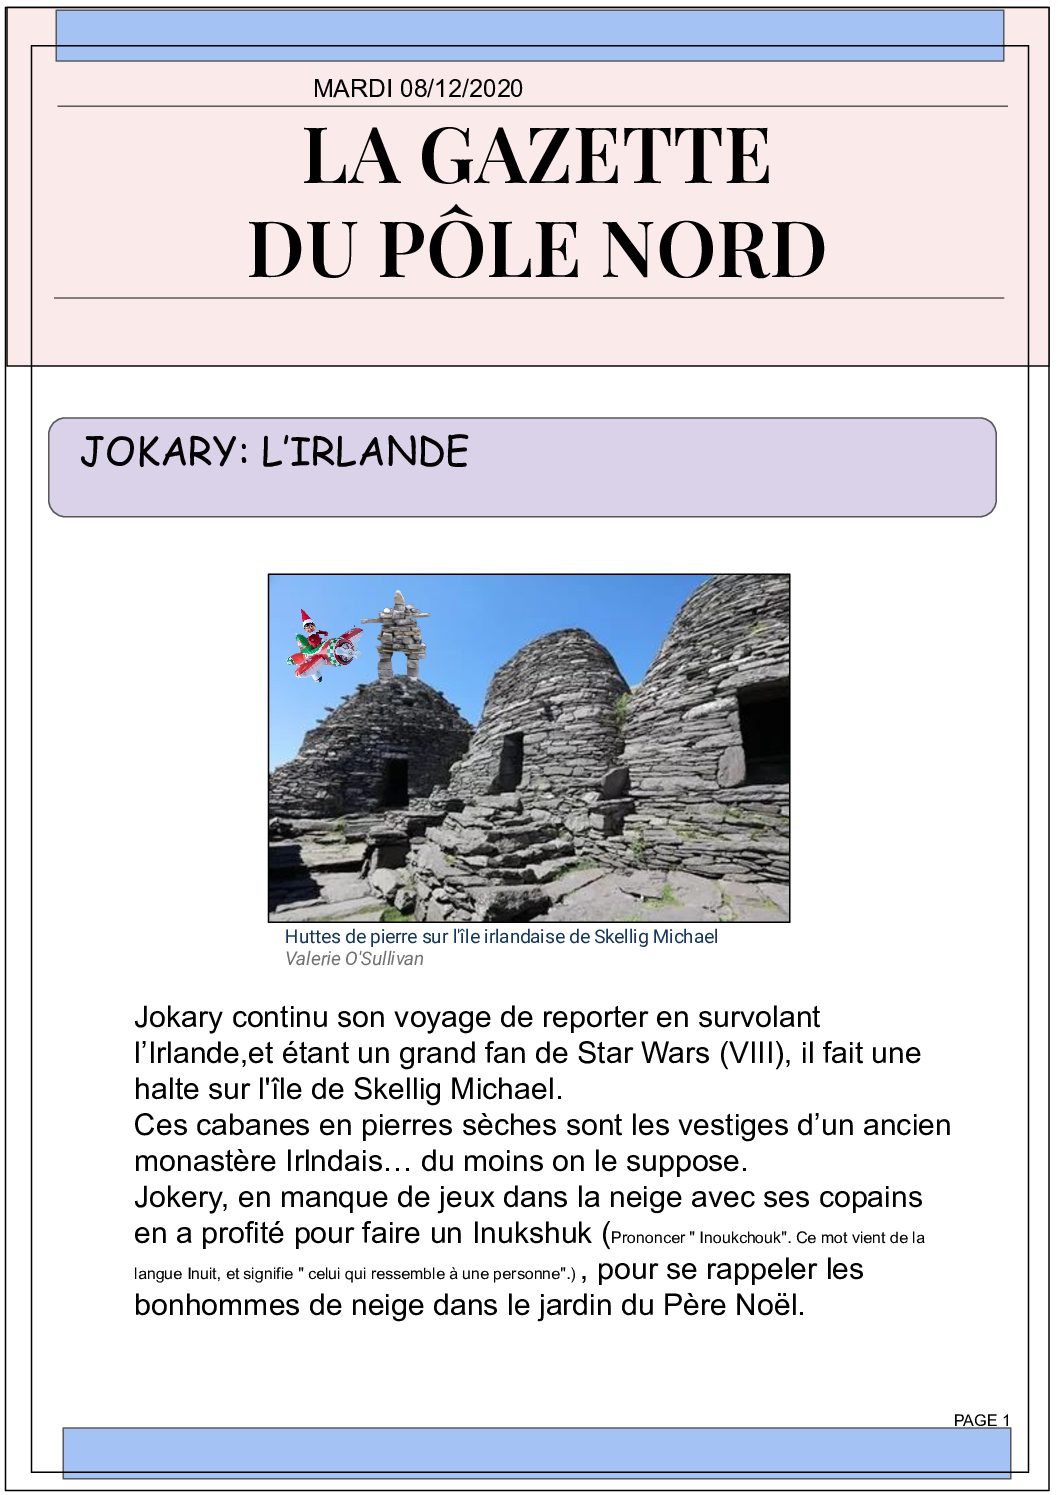 MARDI 08/12/2020
LA GAZETTE
DU PÔLE NORD
JOKARY: L’IRLANDE
Huttes de pierre sur l'île irlandaise de Skellig Michael
Valerie O'Sullivan
Jokary continu son voyage de reporter en survolant
l’Irlande,et étant un grand fan de Star Wars (VIII), il fait une
halte sur l'île de Skellig Michael.
Ces cabanes en pierres sèches sont les vestiges d’un ancien
monastère Irlndais… du moins on le suppose.
Jokery, en manque de jeux dans la neige avec ses copains
en a profité pour faire un Inukshuk (Prononcer " Inoukchouk". Ce mot vient de la
langue Inuit, et signifie " celui qui ressemble à une personne".) , pour se rappeler les
bonhommes de neige dans le jardin du Père Noël.
PAGE 1